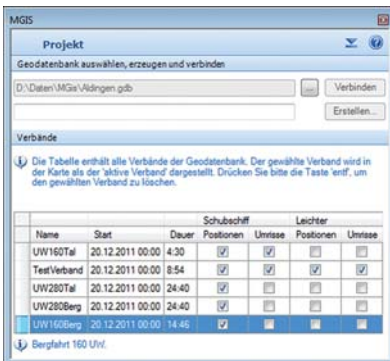 MGIS
Projekt
Geodatenbank auswählen, erzeugen und verbinden
D:\Daten\MGis\Aldingen.gdb ... Verbinden
Erstellen...
Verbände
Die Tabelle enthält alle Verbände der Geodatenbank. Der gewählte Verband wird in
der Karte als der 'aktive Verband' dargestellt. Drücken Sie bitte die Taste 'entf', um
den gewählten Verband zu löschen.
Schubschiff Leichter
Name Start Dauer Positionen Umrisse Positionen Umrisse
UW160Tal 20.12.2011 00:00 4:30
TestVerband 20.12.2011 00:00 8:54
UW280Tal 20.12.2011 00:00 24:40
UW280Berg 20.12.2011 00:00 24:40
UW160Berg 20.12.2011 00:00 14:46
Bergfahrt 160 UW.